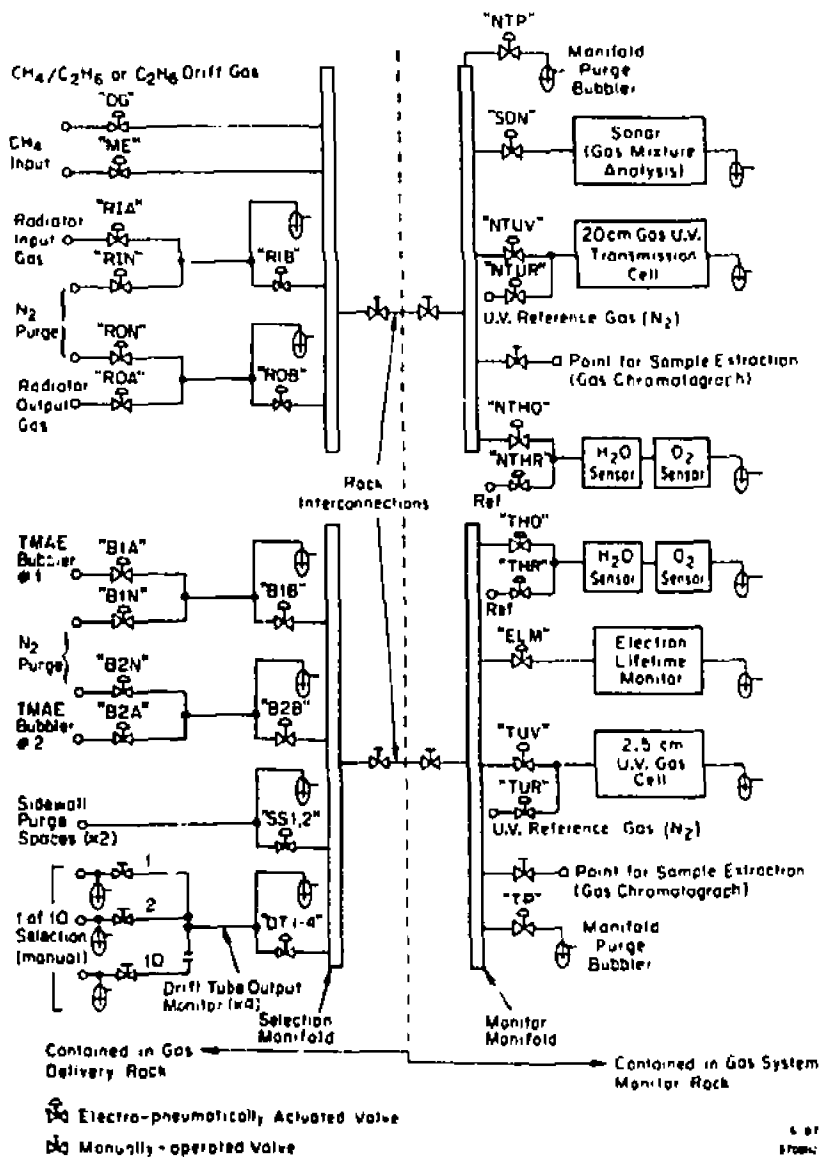 CH4/C2H6 or C2H6 Drift Gas
"DG"
CH4
Input
"ME"
Radiator
Input
Gas
"RIA"
"RIN"
"RIB"
N2
Purge
"RON"
"ROA"
"ROB"
Radiator
Output
Gas
Rack
Interconnections
TMAE
Bubbler
#1
"B1A"
"B1N"
"B1B"
N2
Purge
"B2N"
"B2A"
"B2B"
TMAE
Bubbler
#2
Sidewall
Purge
Spaces (x2)
"SS1,2"
1
2
10
1 of 10
Selection
(manual)
"DT1-4"
Drift Tube Output
Monitor (x4)
Selection
Manifold
"NTP"
Manifold
Purge
Bubbler
"SON"
Sonar
(Gas Mixture
Analysis)
"NTUV"
"NTUR"
20cm Gas U.V.
Transmission
Cell
U.V. Reference Gas (N2)
Point for Sample Extraction
(Gas Chromatograph)
"NTHO"
"NTHR"
Ref
H2O
Sensor
O2
Sensor
"THO"
"THR"
Ref
H2O
Sensor
O2
Sensor
"ELM"
Electron
Lifetime
Monitor
"TUV"
"TUR"
2.5 cm
U.V. Gas
Cell
U.V. Reference Gas (N2)
Point for Sample Extraction
(Gas Chromatograph)
"TP"
Manifold
Purge
Bubbler
Monitor
Manifold
Contained in Gas
Delivery Rack
Contained in Gas System
Monitor Rack
Electro-pneumatically Actuated Valve
Manually-operated Valve